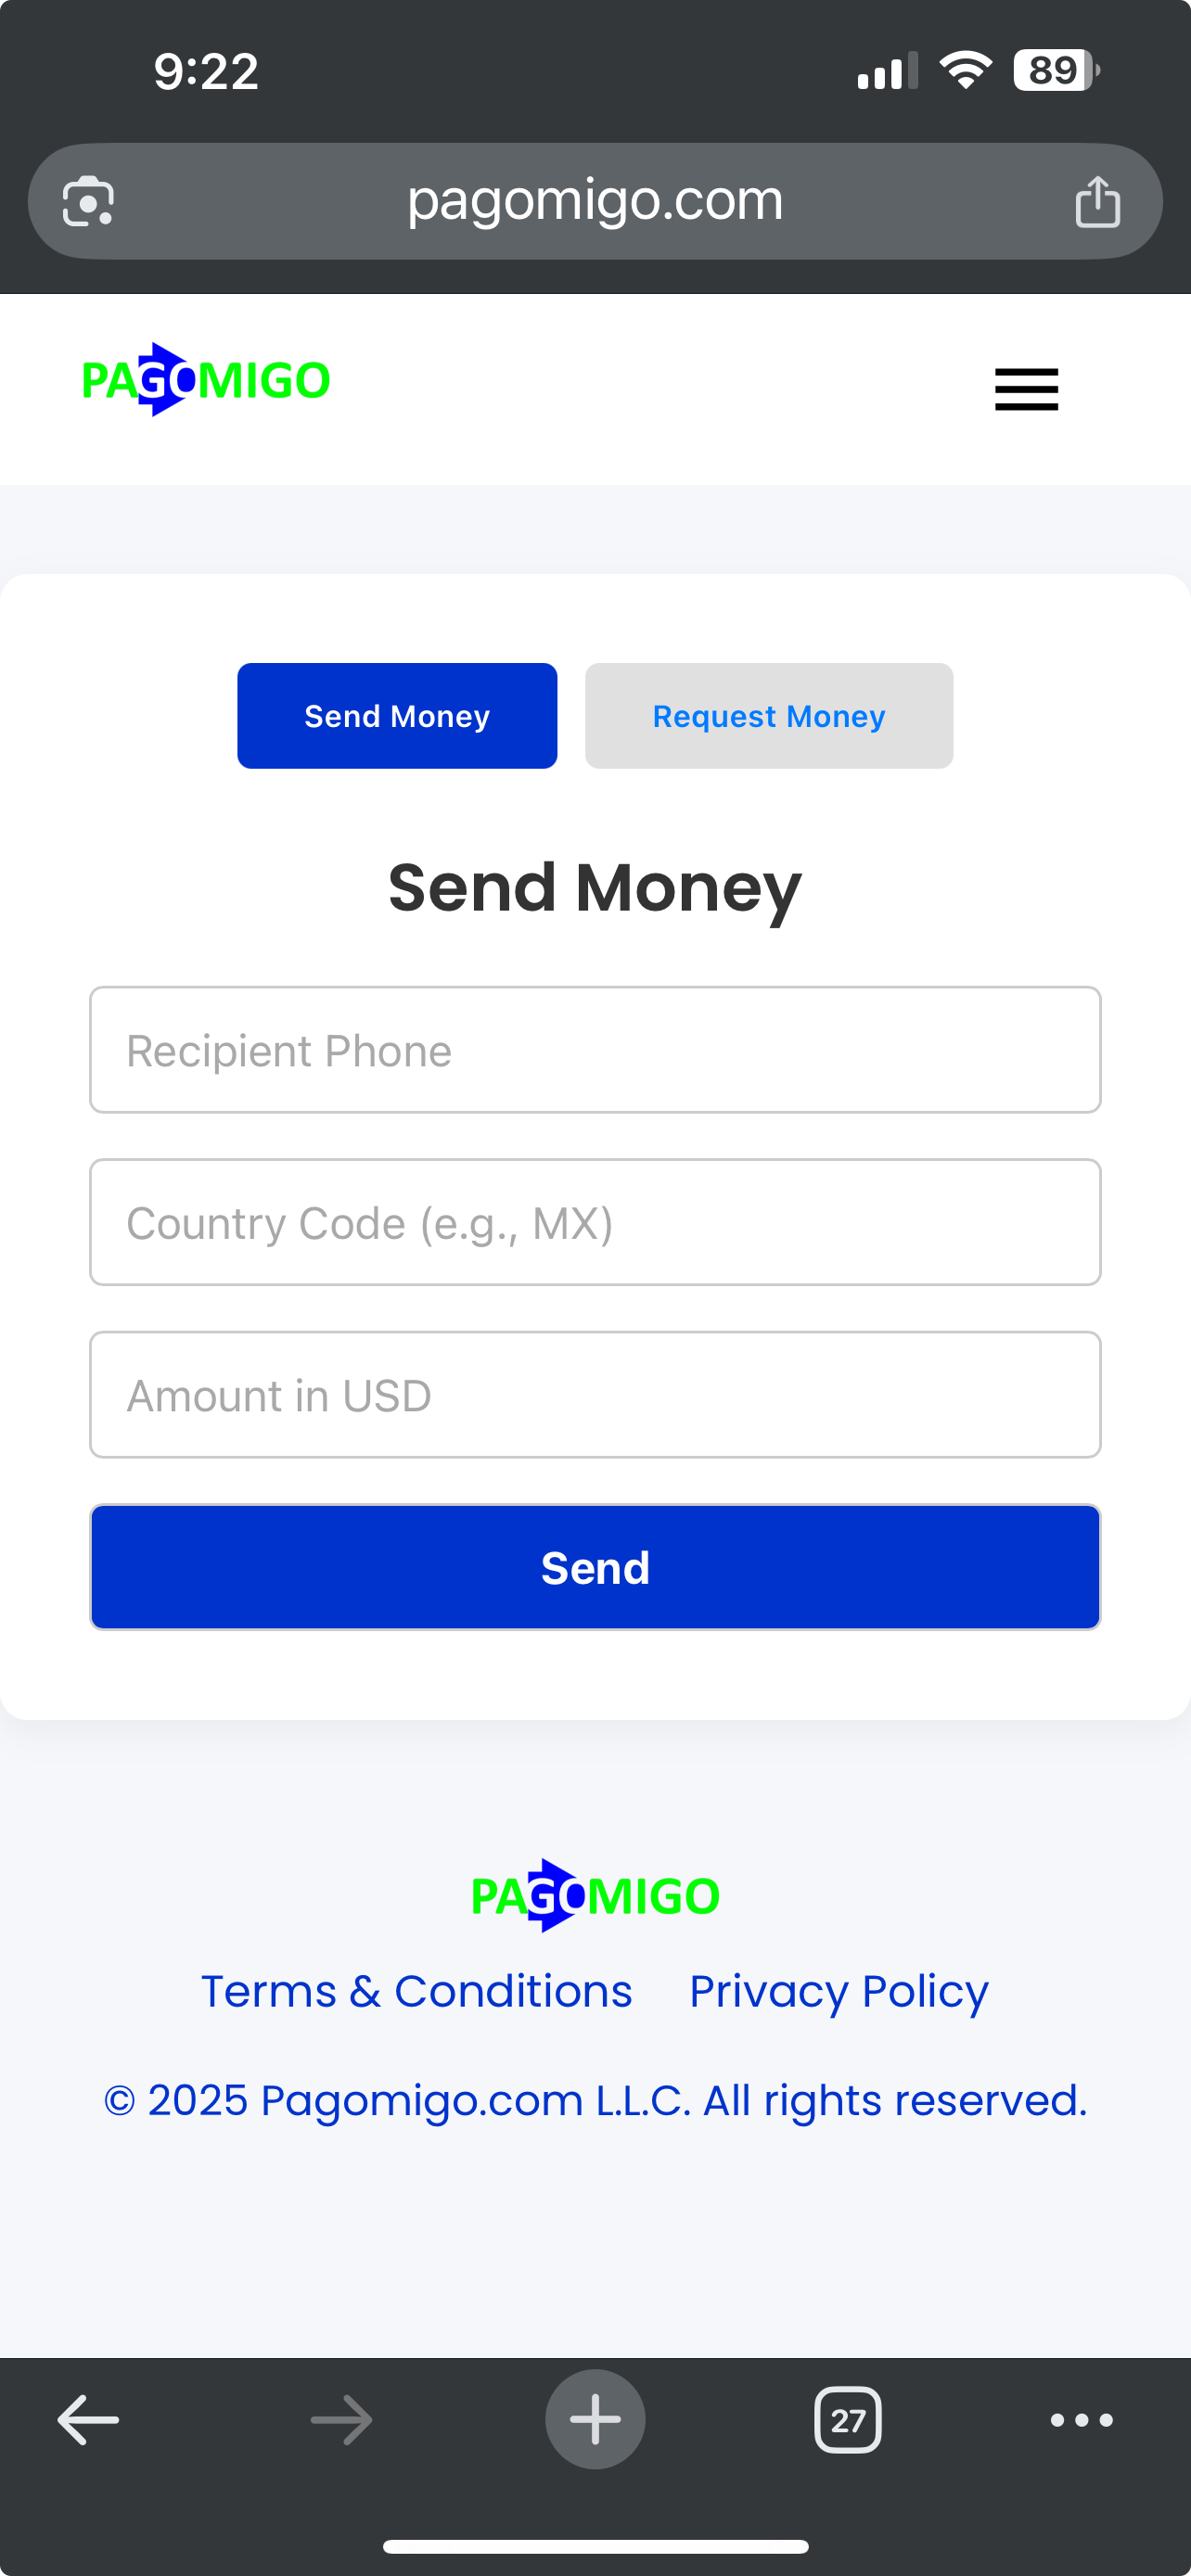 9:22
89
pagomigo.com
PAGOMIGO
Send Money
Request Money
Send Money
Recipient Phone
Country Code (e.g., MX)
Amount in USD
Send
PAGOMIGO
Terms & Conditions Privacy Policy
© 2025 Pagomigo.com L.L.C. All rights reserved.
27